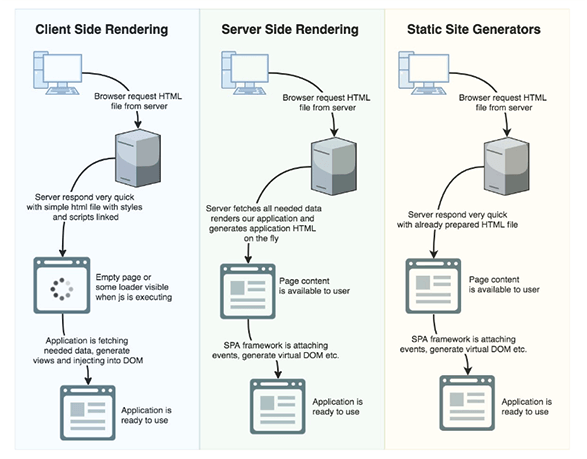 Client Side Rendering
Browser request HTML
file from server
Server respond very quick
with simple html file with styles
and scripts linked
Empty page or
some loader visible
when js is executing
Application is fetching
needed data, generate
views and injecting into DOM
Application is
ready to use
Server Side Rendering
Browser request HTML
file from server
Server fetches all needed data
renders our application and
generates application HTML
on the fly
Page content
is available to user
SPA framework is attaching
events, generate virtual DOM etc.
Application is
ready to use
Static Site Generators
Browser request HTML
file from server
Server respond very quick
with already prepared HTML file
Page content
is available to user
SPA framework is attaching
events, generate virtual DOM etc.
Application is
ready to use